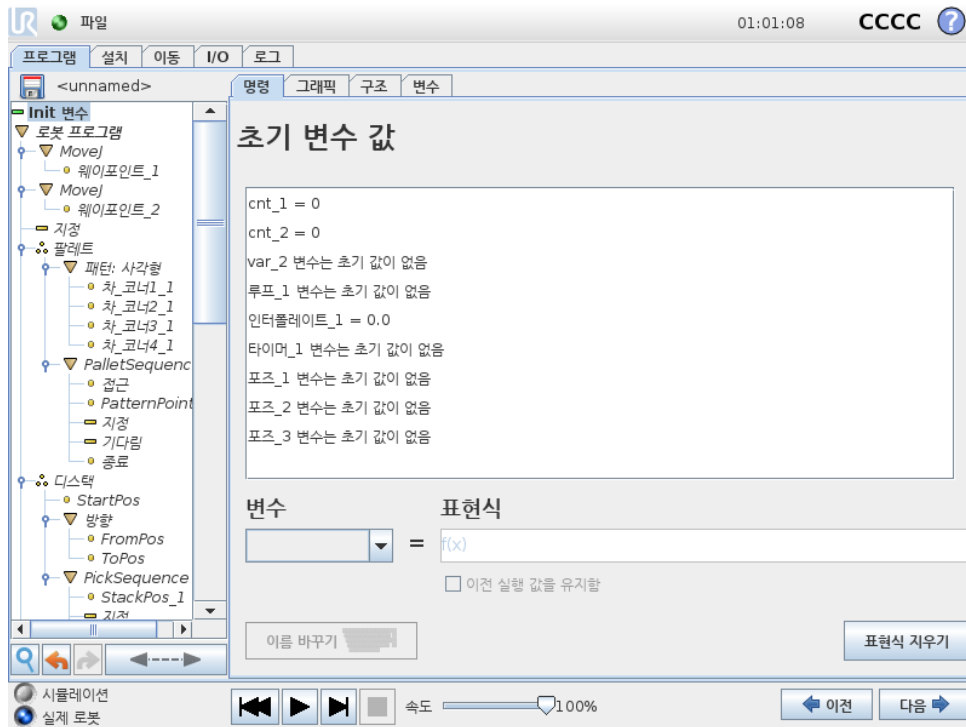 UR 파일 01:01:08 CCCC ?
프로그램 설치 이동 I/O 로그
<unnamed> 명령 그래픽 구조 변수
Init 변수
로봇 프로그램
MoveJ
웨이포인트_1
MoveJ
웨이포인트_2
지정
팔레트
패턴: 사각형
차_코너1_1
차_코너2_1
차_코너3_1
차_코너4_1
PalletSequenc
접근
PatternPoint
지정
기다림
종료
디스택
StartPos
방향
FromPos
ToPos
PickSequence
StackPos_1
지정
초기 변수 값
cnt_1 = 0
cnt_2 = 0
var_2 변수는 초기 값이 없음
루프_1 변수는 초기 값이 없음
인터폴레이트_1 = 0.0
타이머_1 변수는 초기 값이 없음
포즈_1 변수는 초기 값이 없음
포즈_2 변수는 초기 값이 없음
포즈_3 변수는 초기 값이 없음
변수 표현식
= f(x)
이전 실행 값을 유지함
이름 바꾸기 표현식 지우기
시뮬레이션
실제 로봇
속도 100% 이전 다음